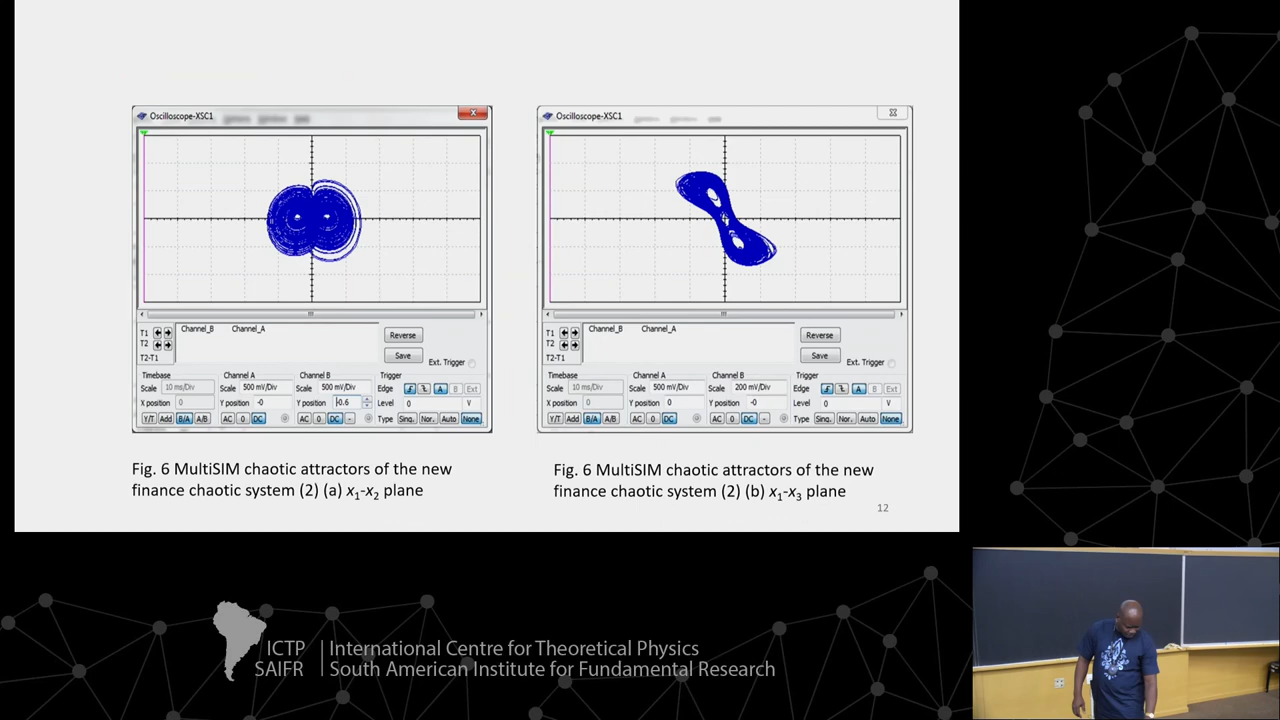 Oscilloscope-XSC1
T1
T2
T2-T1
Channel_B Channel_A
Reverse
Save
Ext. Trigger
Timebase
Scale 10 ms/Div
X position 0
Y/T Add B/A A/B
Channel A
Scale 500 mV/Div
Y position -0
AC 0 DC
Channel B
Scale 500 mV/Div
Y position -0.6
AC 0 DC -
Trigger
Edge A B Ext
Level 0 V
Type Sing. Nor. Auto None
Fig. 6 MultiSIM chaotic attractors of the new
finance chaotic system (2) (a) x1-x2 plane
Oscilloscope-XSC1
T1
T2
T2-T1
Channel_B Channel_A
Reverse
Save
Ext. Trigger
Timebase
Scale 10 ms/Div
X position 0
Y/T Add B/A A/B
Channel A
Scale 500 mV/Div
Y position 0
AC 0 DC
Channel B
Scale 200 mV/Div
Y position -0
AC 0 DC -
Trigger
Edge A B Ext
Level 0 V
Type Sing. Nor. Auto None
Fig. 6 MultiSIM chaotic attractors of the new
finance chaotic system (2) (b) x1-x3 plane
12
ICTP International Centre for Theoretical Physics
SAIFR South American Institute for Fundamental Research